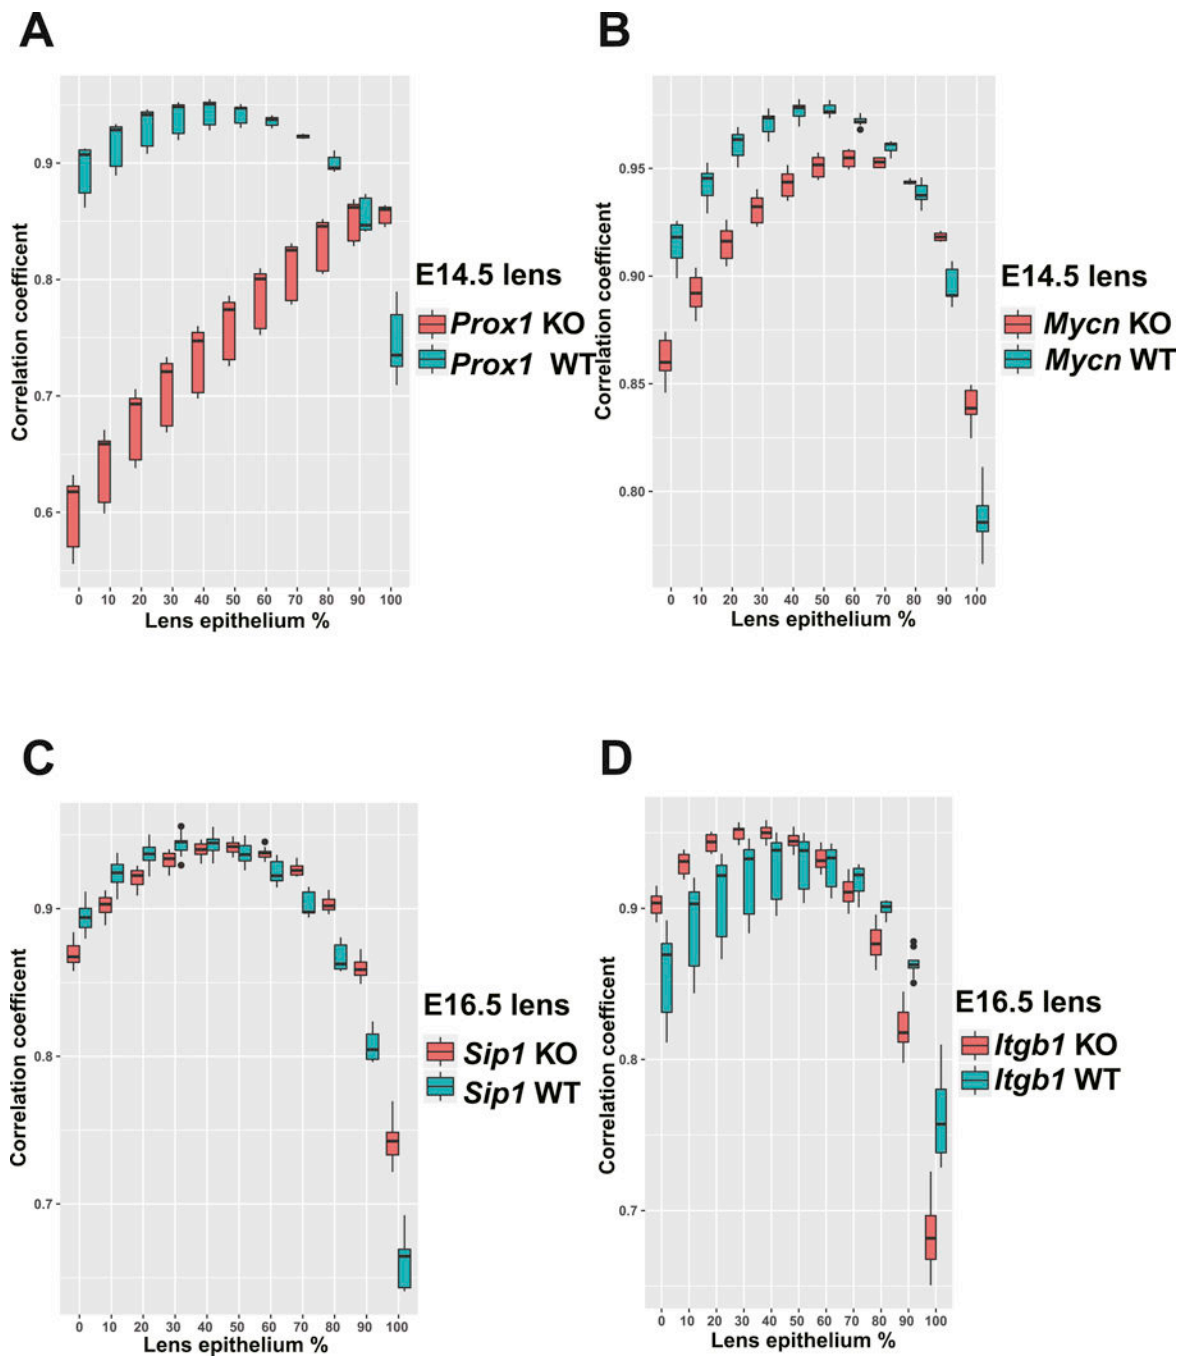 A
Correlation coefficent
0.9
0.8
0.7
0.6
0 10 20 30 40 50 60 70 80 90 100
Lens epithelium %
E14.5 lens
Prox1 KO
Prox1 WT
B
Correlation coefficent
0.95
0.90
0.85
0.80
0 10 20 30 40 50 60 70 80 90 100
Lens epithelium %
E14.5 lens
Mycn KO
Mycn WT
C
Correlation coefficent
0.9
0.8
0.7
0 10 20 30 40 50 60 70 80 90 100
Lens epithelium %
E16.5 lens
Sip1 KO
Sip1 WT
D
Correlation coefficent
0.9
0.8
0.7
0 10 20 30 40 50 60 70 80 90 100
Lens epithelium %
E16.5 lens
Itgb1 KO
Itgb1 WT